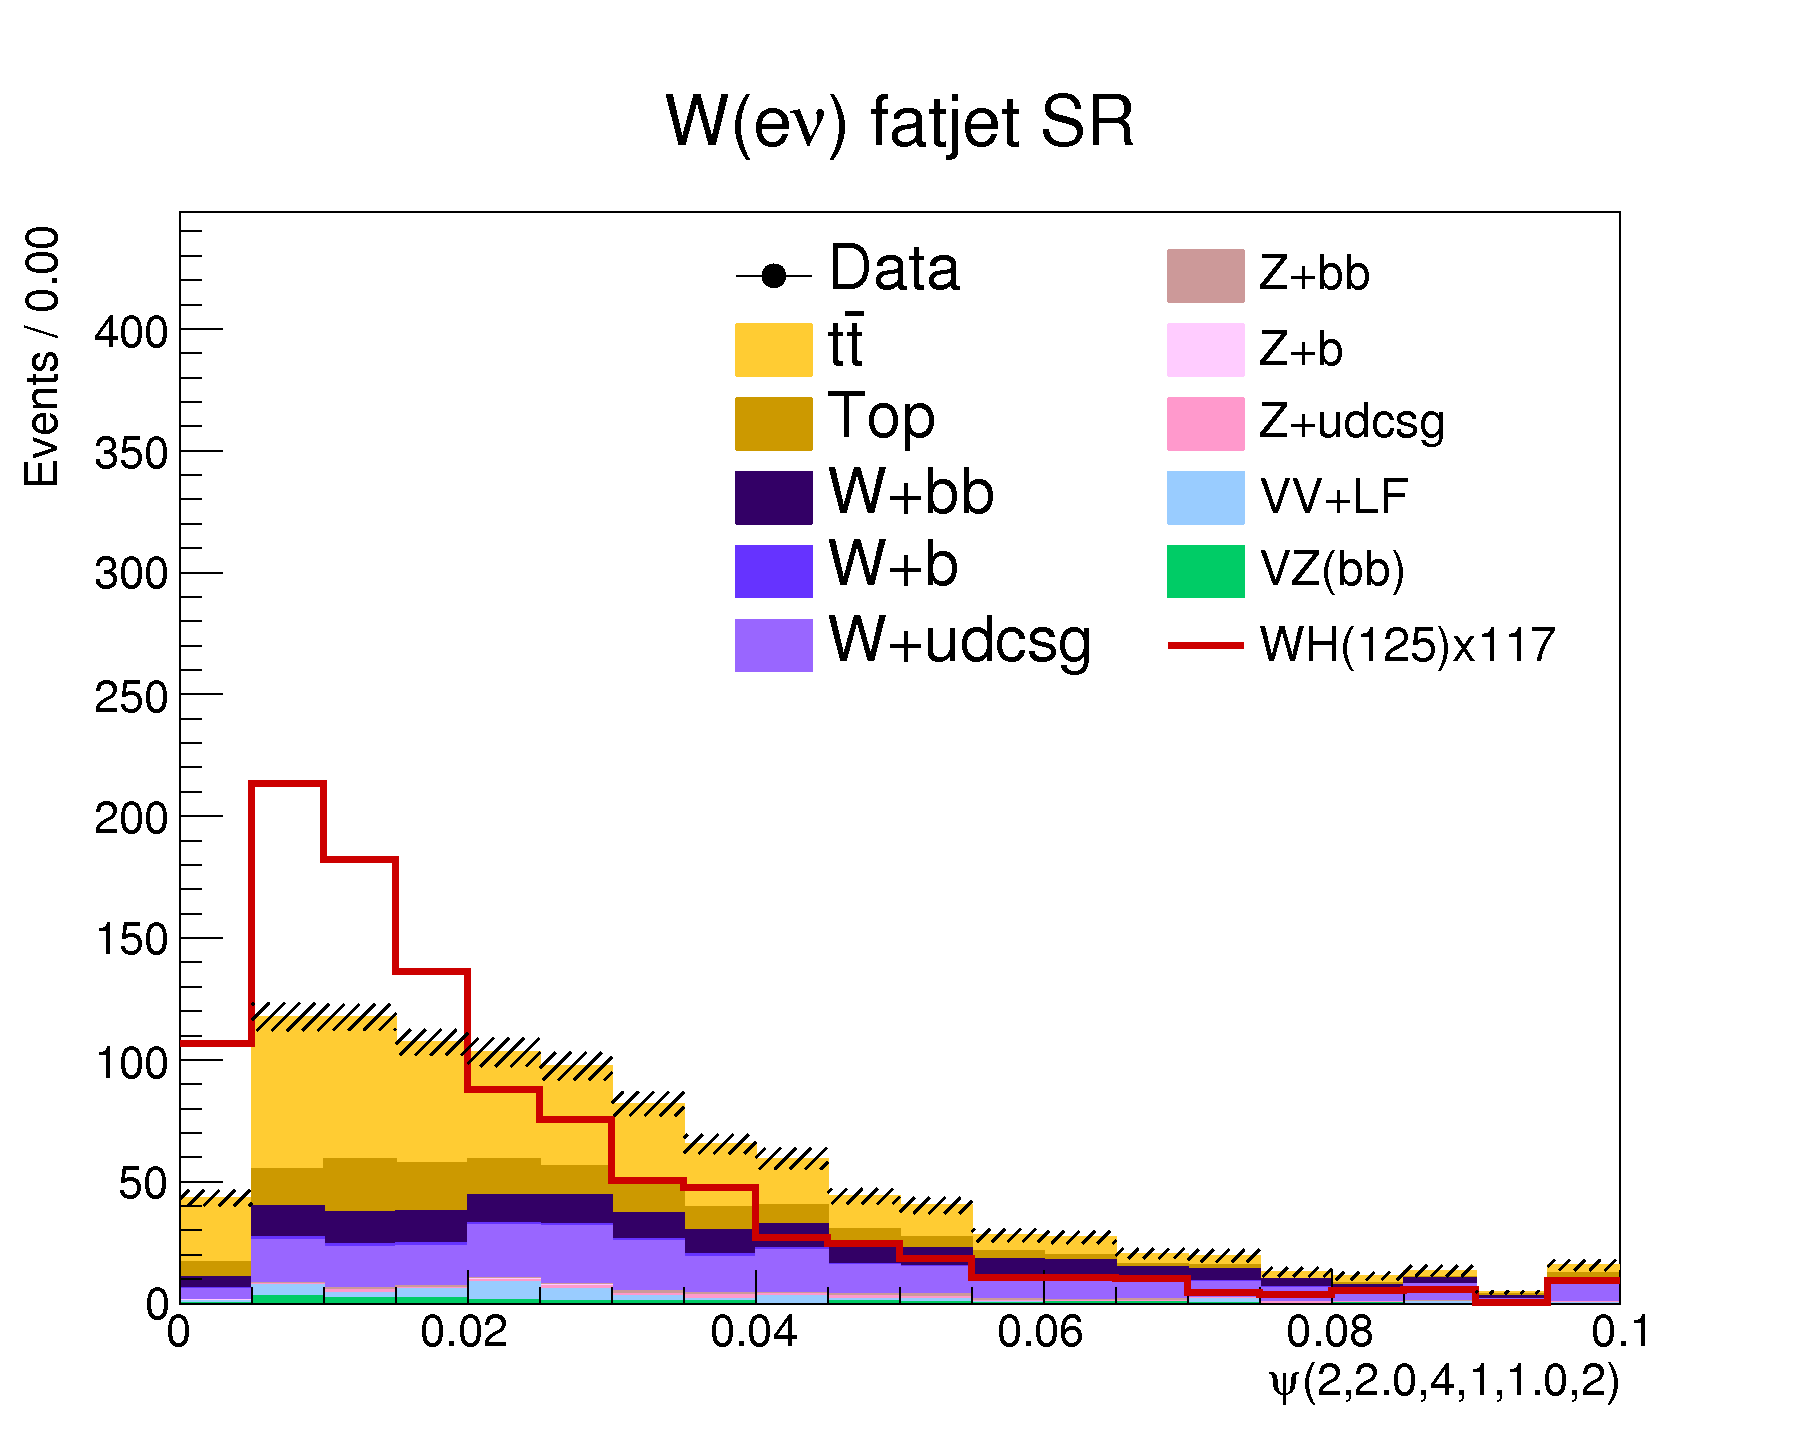 W(eν) fatjet SR
Events / 0.00
Data
tt̄
Top
W+bb
W+b
W+udcsg
Z+bb
Z+b
Z+udcsg
VV+LF
VZ(bb)
WH(125)x117
400
350
300
250
200
150
100
50
0
0 0.02 0.04 0.06 0.08 0.1
ψ(2,2.0,4,1,1.0,2)